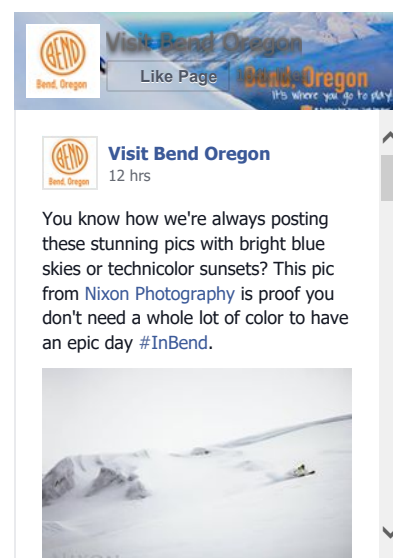 BEND
Bend, Oregon
Visit Bend Oregon
Like Page
Bend, Oregon
It's where you go to play!
BEND
Bend, Oregon
Visit Bend Oregon
12 hrs
You know how we're always posting
these stunning pics with bright blue
skies or technicolor sunsets? This pic
from Nixon Photography is proof you
don't need a whole lot of color to have
an epic day #InBend.
NIXON